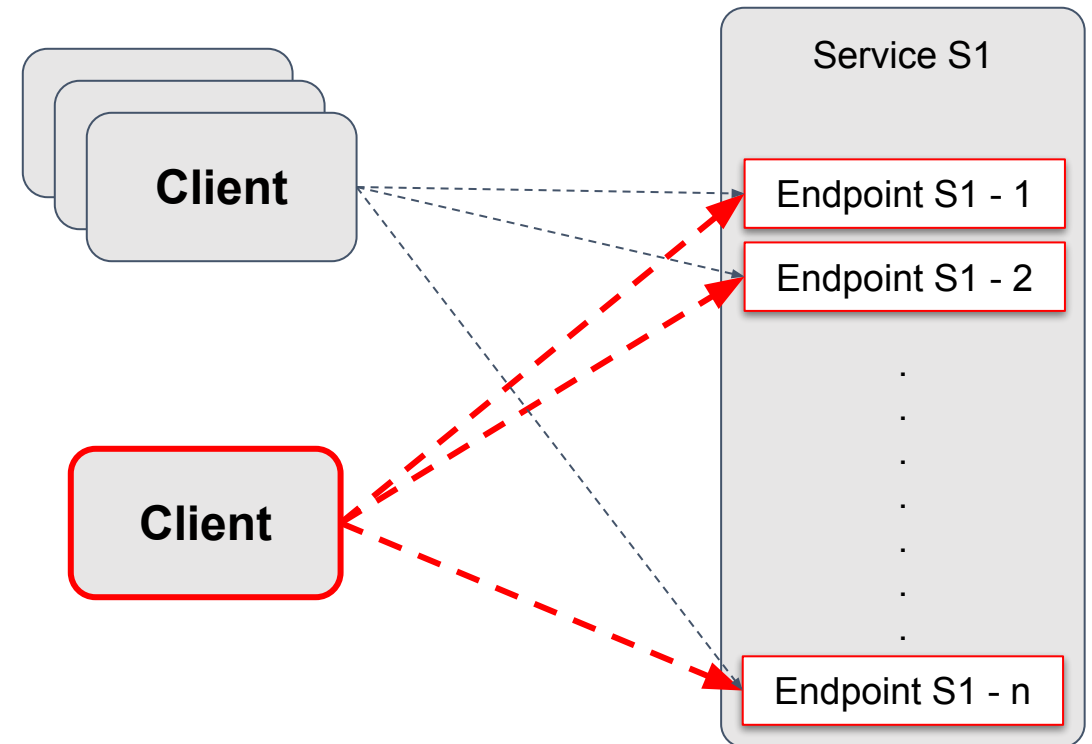 Service S1
Client
Endpoint S1 - 1
Endpoint S1 - 2
.
.
.
.
.
.
.
Client
Endpoint S1 - n